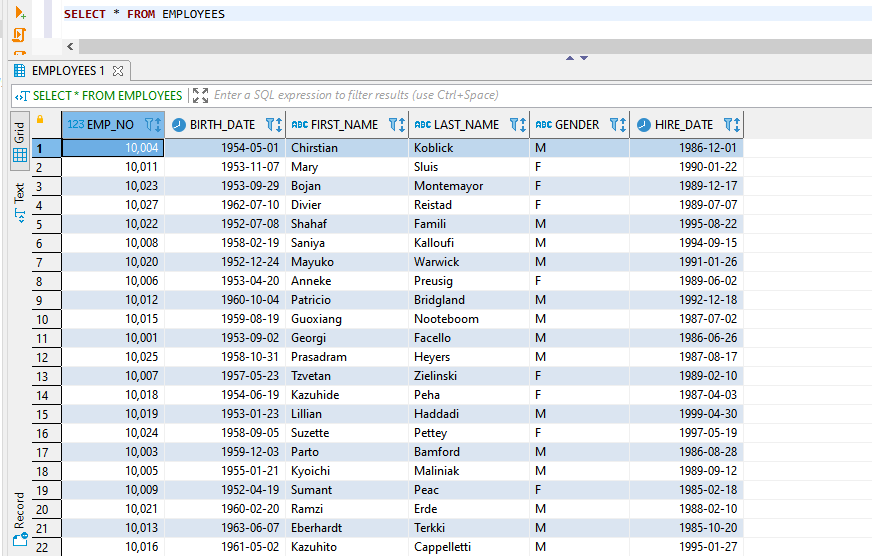 SELECT * FROM EMPLOYEES
EMPLOYEES 1
SELECT * FROM EMPLOYEES Enter a SQL expression to filter results (use Ctrl+Space)
Grid
Text
Record
123 EMP_NO BIRTH_DATE ABC FIRST_NAME ABC LAST_NAME ABC GENDER HIRE_DATE
1 10,004 1954-05-01 Chirstian Koblick M 1986-12-01
2 10,011 1953-11-07 Mary Sluis F 1990-01-22
3 10,023 1953-09-29 Bojan Montemayor F 1989-12-17
4 10,027 1962-07-10 Divier Reistad F 1989-07-07
5 10,022 1952-07-08 Shahaf Famili M 1995-08-22
6 10,008 1958-02-19 Saniya Kalloufi M 1994-09-15
7 10,020 1952-12-24 Mayuko Warwick M 1991-01-26
8 10,006 1953-04-20 Anneke Preusig F 1989-06-02
9 10,012 1960-10-04 Patricio Bridgland M 1992-12-18
10 10,015 1959-08-19 Guoxiang Nooteboom M 1987-07-02
11 10,001 1953-09-02 Georgi Facello M 1986-06-26
12 10,025 1958-10-31 Prasadram Heyers M 1987-08-17
13 10,007 1957-05-23 Tzvetan Zielinski F 1989-02-10
14 10,018 1954-06-19 Kazuhide Peha F 1987-04-03
15 10,019 1953-01-23 Lillian Haddadi M 1999-04-30
16 10,024 1958-09-05 Suzette Pettey F 1997-05-19
17 10,003 1959-12-03 Parto Bamford M 1986-08-28
18 10,005 1955-01-21 Kyoichi Maliniak M 1989-09-12
19 10,009 1952-04-19 Sumant Peac F 1985-02-18
20 10,021 1960-02-20 Ramzi Erde M 1988-02-10
21 10,013 1963-06-07 Eberhardt Terkki M 1985-10-20
22 10,016 1961-05-02 Kazuhito Cappelletti M 1995-01-27